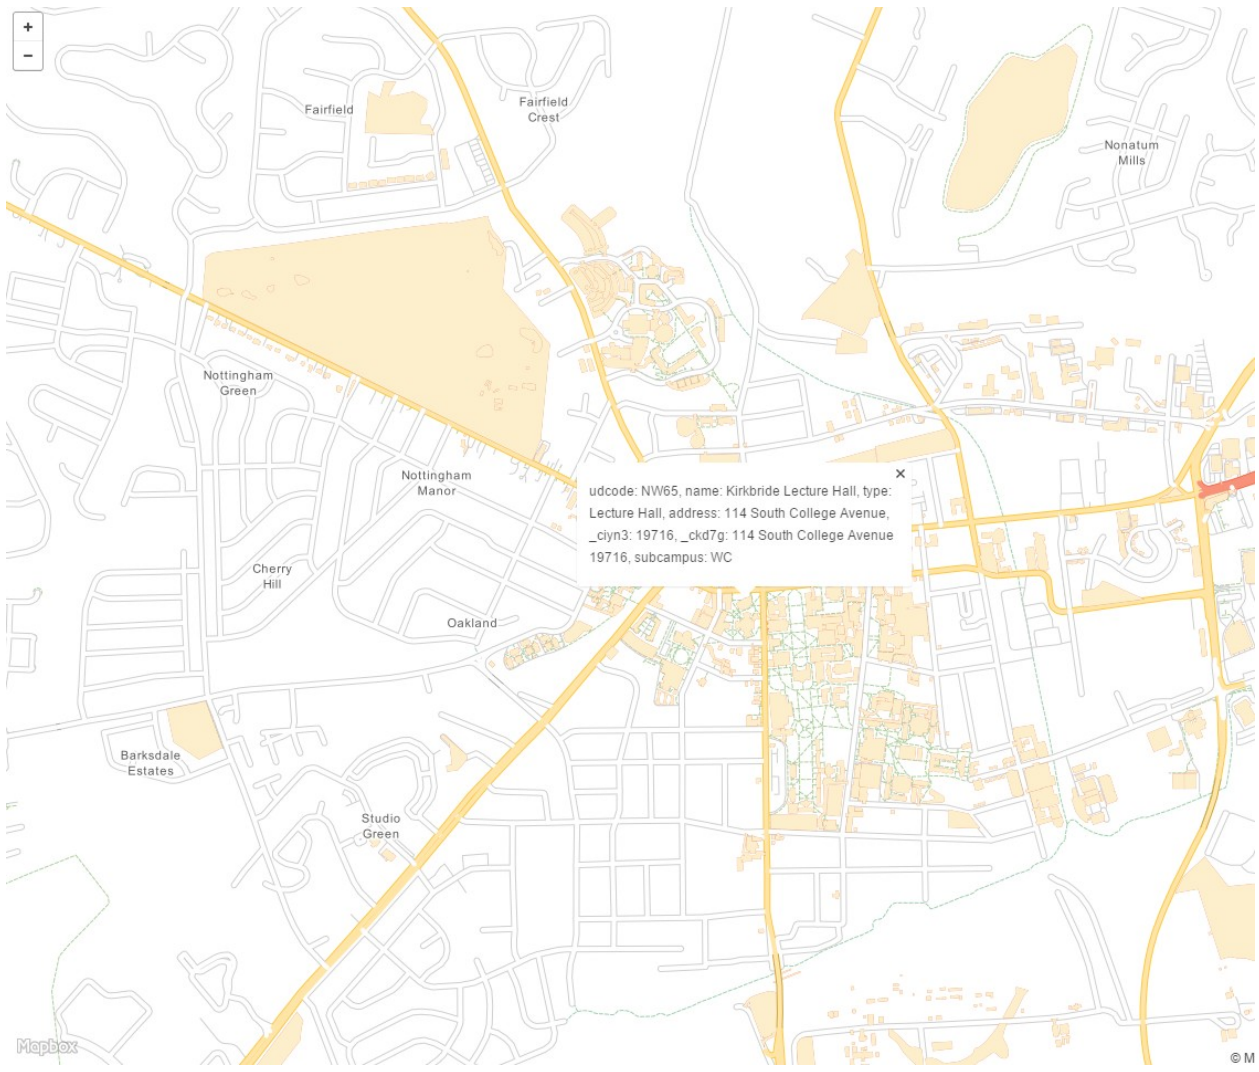 +
−
Fairfield
Fairfield
Crest
Nonatum
Mills
Nottingham
Green
Nottingham
Manor
×
udcode: NW65, name: Kirkbride Lecture Hall, type:
Lecture Hall, address: 114 South College Avenue,
_ciyn3: 19716, _ckd7g: 114 South College Avenue
19716, subcampus: WC
Cherry
Hill
Oakland
Barksdale
Estates
Studio
Green
Mapbox
© M